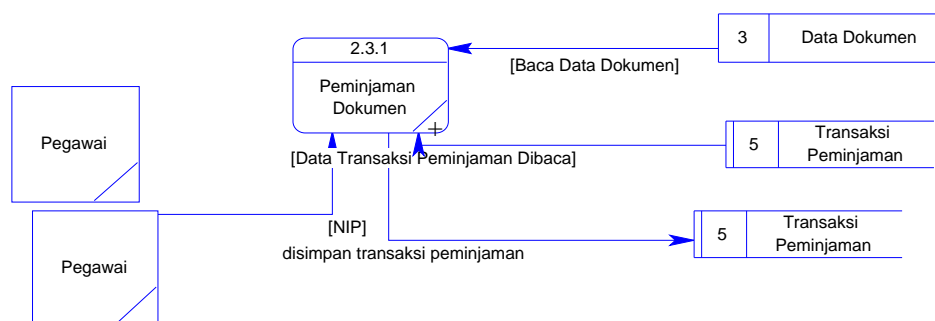 2.3.1
Peminjaman
Dokumen
3
Data Dokumen
[Baca Data Dokumen]
Pegawai
5
Transaksi
Peminjaman
[Data Transaksi Peminjaman Dibaca]
Pegawai
[NIP]
disimpan transaksi peminjaman
5
Transaksi
Peminjaman